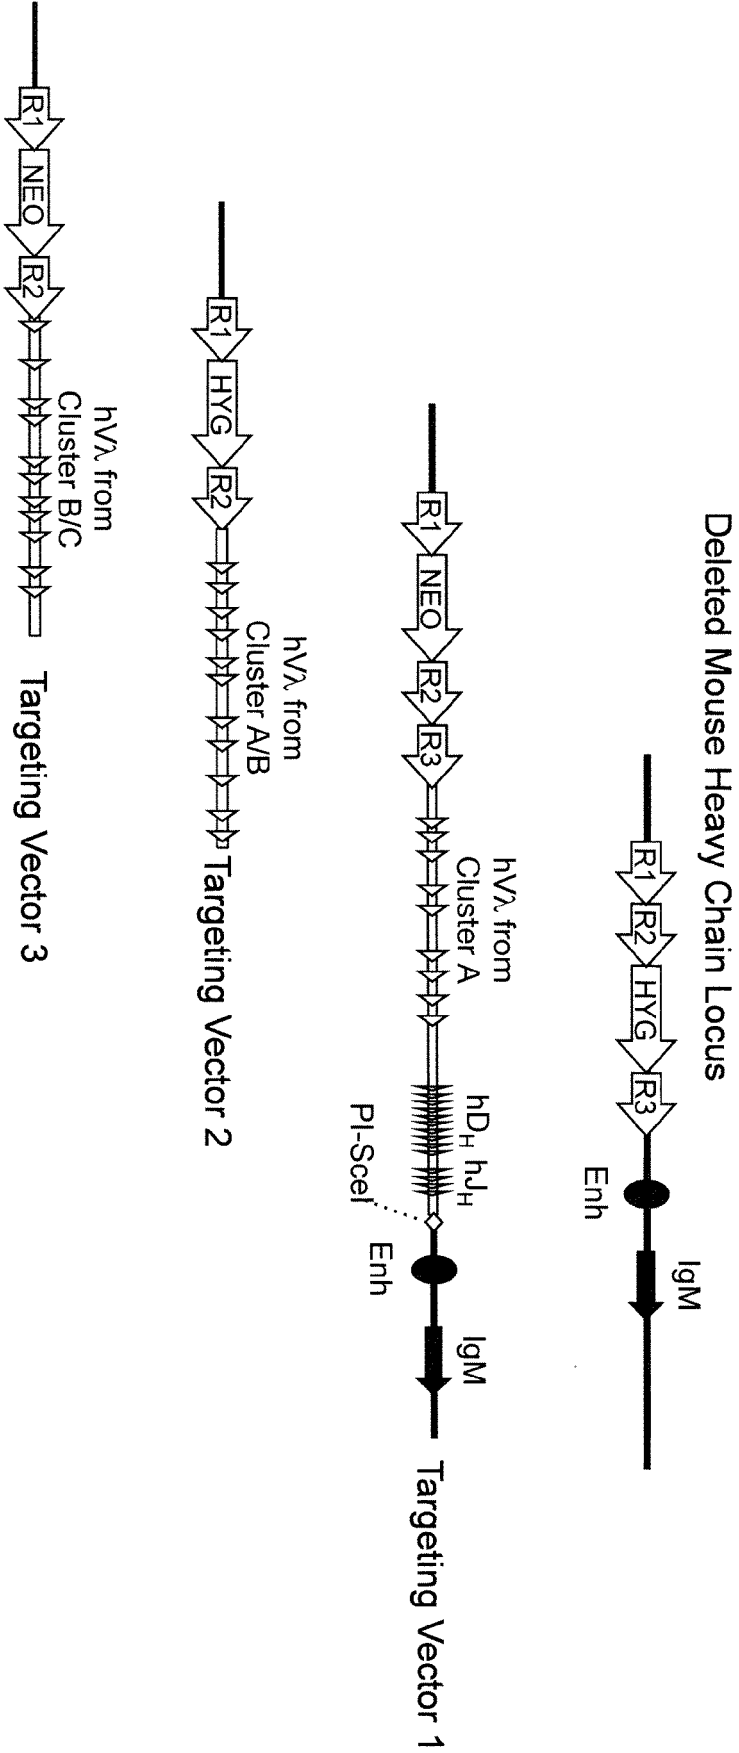 Deleted Mouse Heavy Chain Locus
R1 R2 HYG R3
Enh
IgM
hVλ from
Cluster A
hDH hJH
R1 NEO R2 R3
PI-SceI
Enh
IgM
Targeting Vector 1
hVλ from
Cluster A/B
R1 HYG R2
Targeting Vector 2
hVλ from
Cluster B/C
R1 NEO R2
Targeting Vector 3